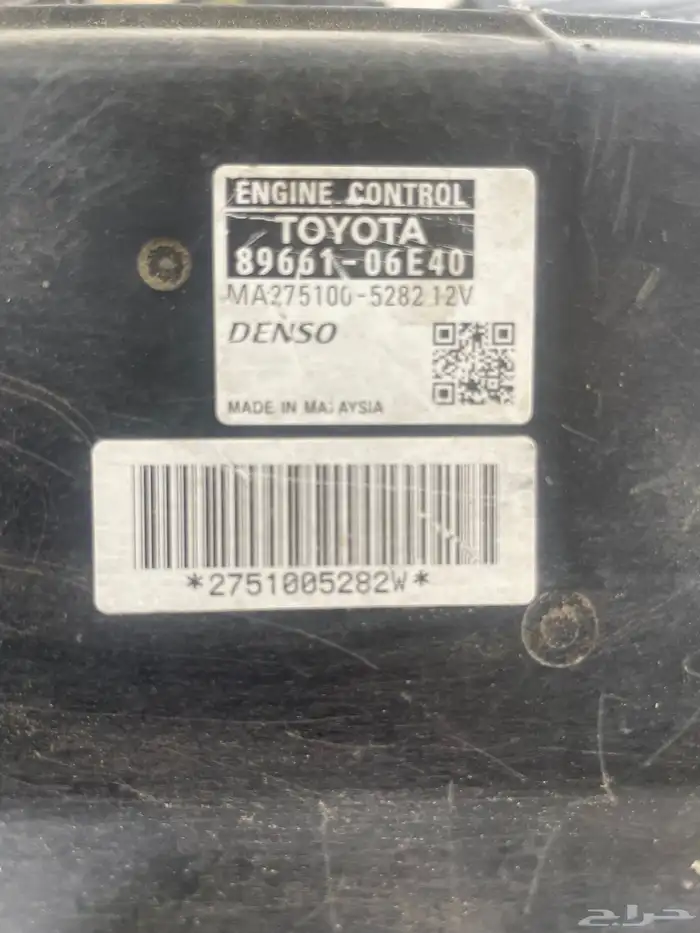 ENGINE CONTROL
TOYOTA
89661-06E40
MA275100-5282 12V
DENSO
MADE IN MALAYSIA
*2751005282W*
حراج